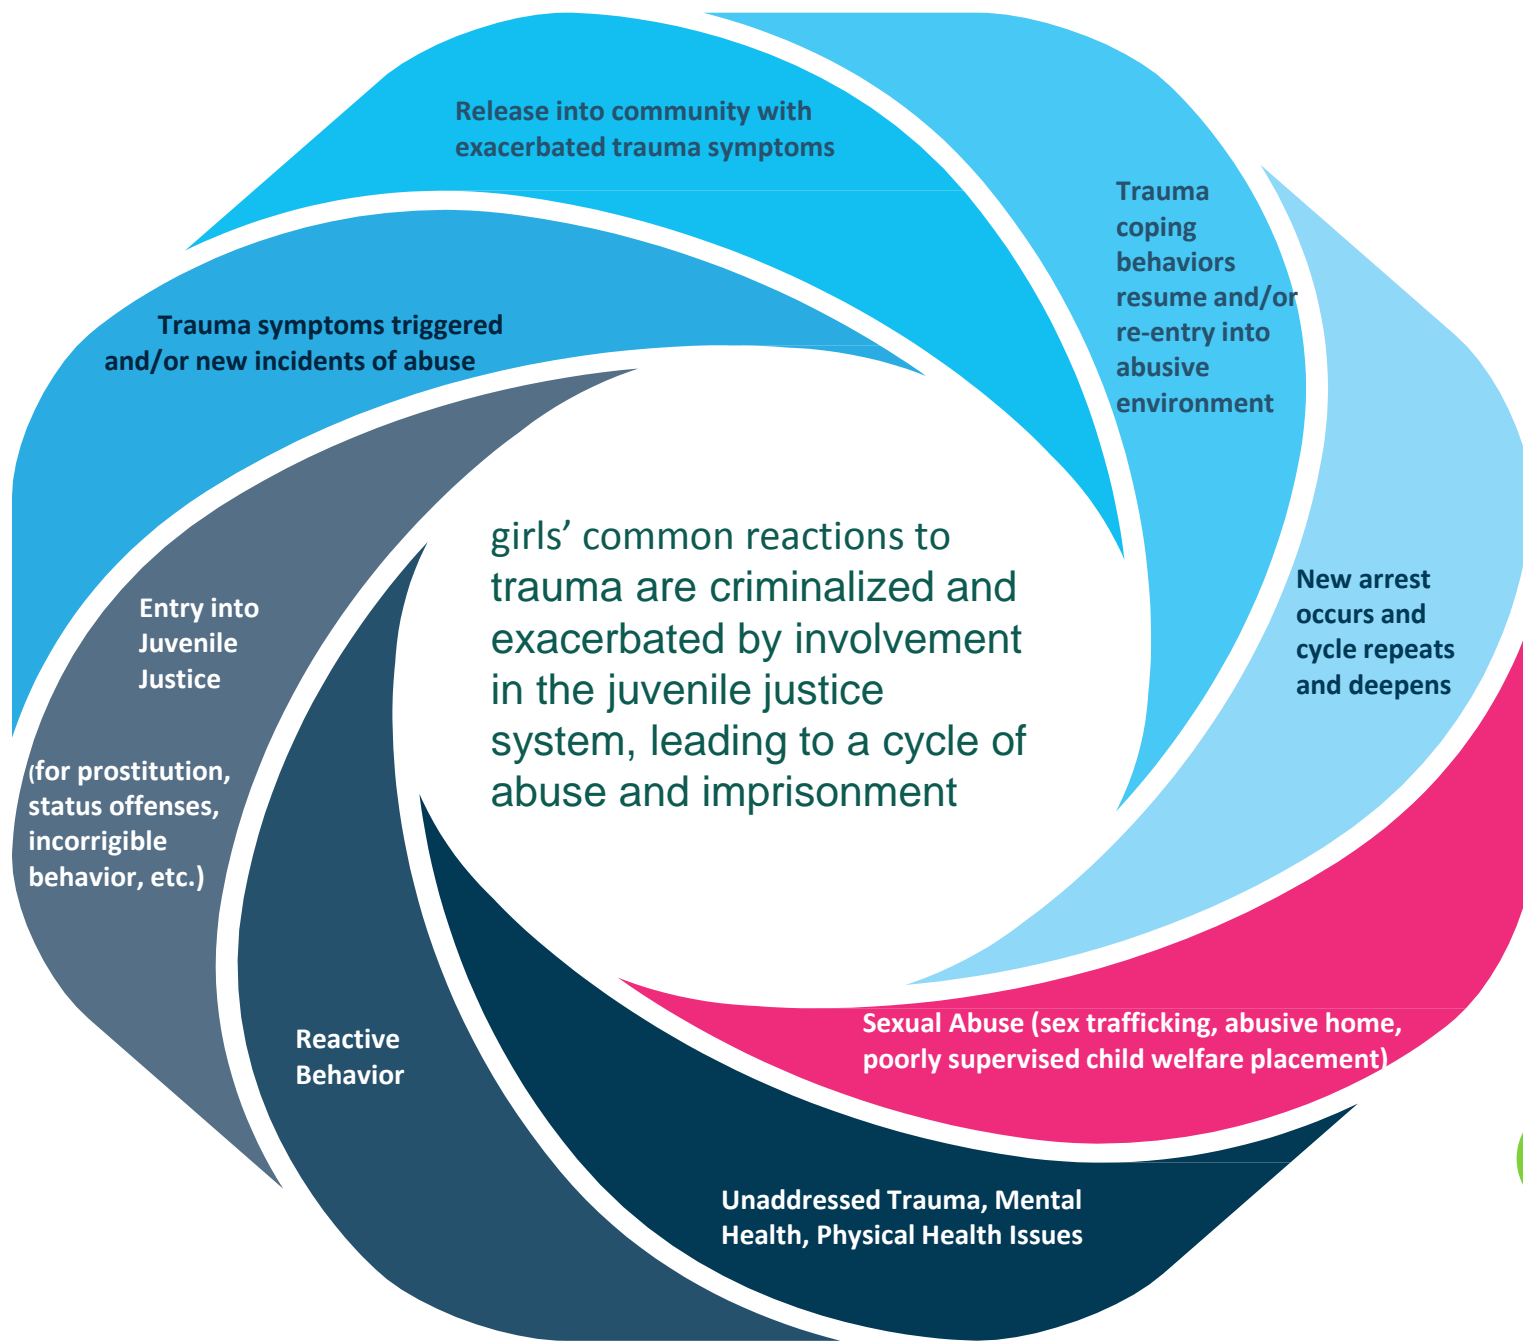 Release into community with
exacerbated trauma symptoms
Trauma
coping
behaviors
resume and/or
re-entry into
abusive
environment
Trauma symptoms triggered
and/or new incidents of abuse
girls’ common reactions to
trauma are criminalized and
exacerbated by involvement
in the juvenile justice
system, leading to a cycle of
abuse and imprisonment
New arrest
occurs and
cycle repeats
and deepens
Entry into
Juvenile
Justice
(for prostitution,
status offenses,
incorrigible
behavior, etc.)
Sexual Abuse (sex trafficking, abusive home,
poorly supervised child welfare placement)
Reactive
Behavior
Unaddressed Trauma, Mental
Health, Physical Health Issues